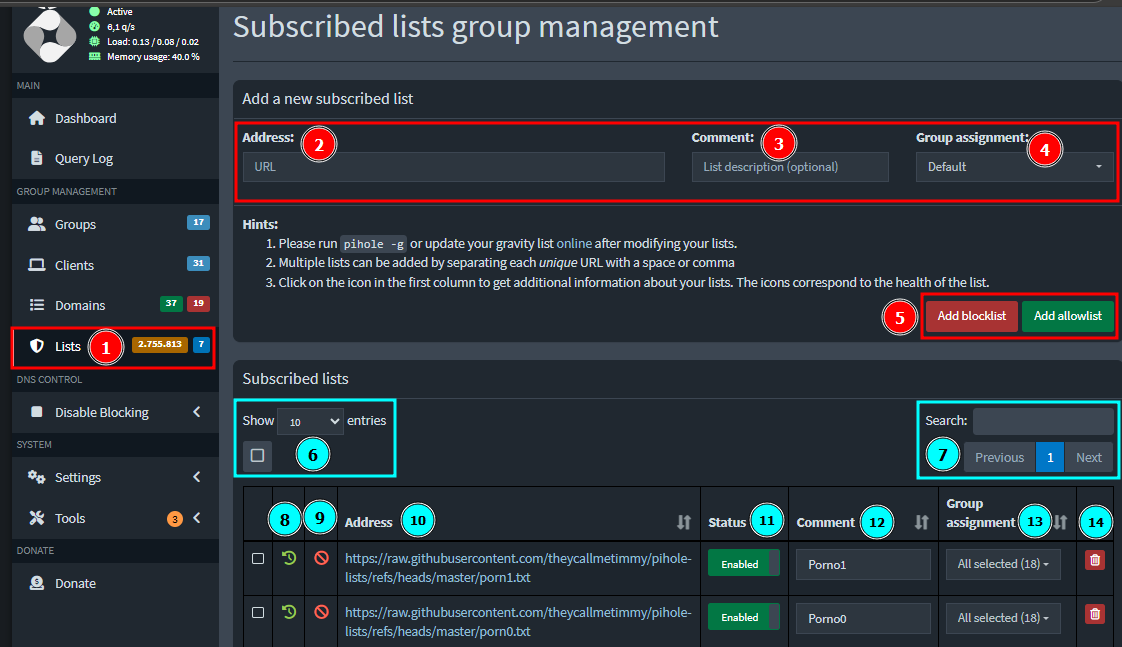 Active
6,1 q/s
Load: 0.13 / 0.08 / 0.02
Memory usage: 40.0 %
MAIN
Dashboard
Query Log
GROUP MANAGEMENT
Groups 17
Clients 31
Domains 37 19
Lists 1 2.755.813 7
DNS CONTROL
Disable Blocking
SYSTEM
Settings
Tools 3
DONATE
Donate
Subscribed lists group management
Add a new subscribed list
Address: 2 Comment: 3 Group assignment: 4
URL List description (optional) Default
Hints:
1. Please run pihole -g or update your gravity list online after modifying your lists.
2. Multiple lists can be added by separating each unique URL with a space or comma
3. Click on the icon in the first column to get additional information about your lists. The icons correspond to the health of the list.
5 Add blocklist Add allowlist
Subscribed lists
Show 10 entries Search:
6 7 Previous 1 Next
8 9 Address 10 Status 11 Comment 12 Group assignment 13 14
https://raw.githubusercontent.com/theycallmetimmy/pihole-
lists/refs/heads/master/porn1.txt
Enabled Porno1 All selected (18)
https://raw.githubusercontent.com/theycallmetimmy/pihole-
lists/refs/heads/master/porn0.txt
Enabled Porno0 All selected (18)